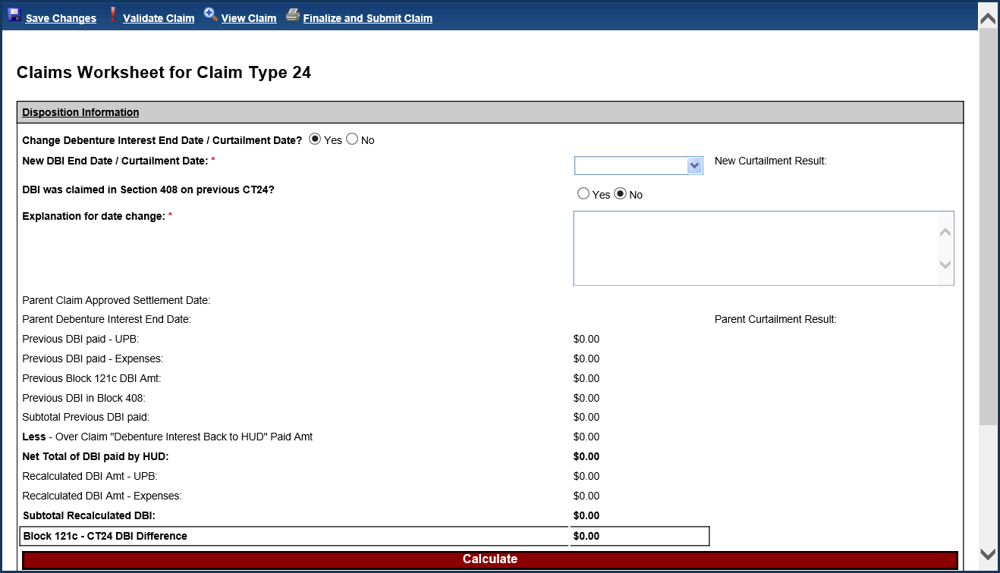 Save Changes Validate Claim View Claim Finalize and Submit Claim
Claims Worksheet for Claim Type 24
Disposition Information
Change Debenture Interest End Date / Curtailment Date? Yes No
New DBI End Date / Curtailment Date: * New Curtailment Result:
DBI was claimed in Section 408 on previous CT24? Yes No
Explanation for date change: *
Parent Claim Approved Settlement Date:
Parent Debenture Interest End Date: Parent Curtailment Result:
Previous DBI paid - UPB: $0.00
Previous DBI paid - Expenses: $0.00
Previous Block 121c DBI Amt: $0.00
Previous DBI in Block 408: $0.00
Subtotal Previous DBI paid: $0.00
Less - Over Claim "Debenture Interest Back to HUD" Paid Amt $0.00
Net Total of DBI paid by HUD: $0.00
Recalculated DBI Amt - UPB: $0.00
Recalculated DBI Amt - Expenses: $0.00
Subtotal Recalculated DBI: $0.00
Block 121c - CT24 DBI Difference $0.00
Calculate